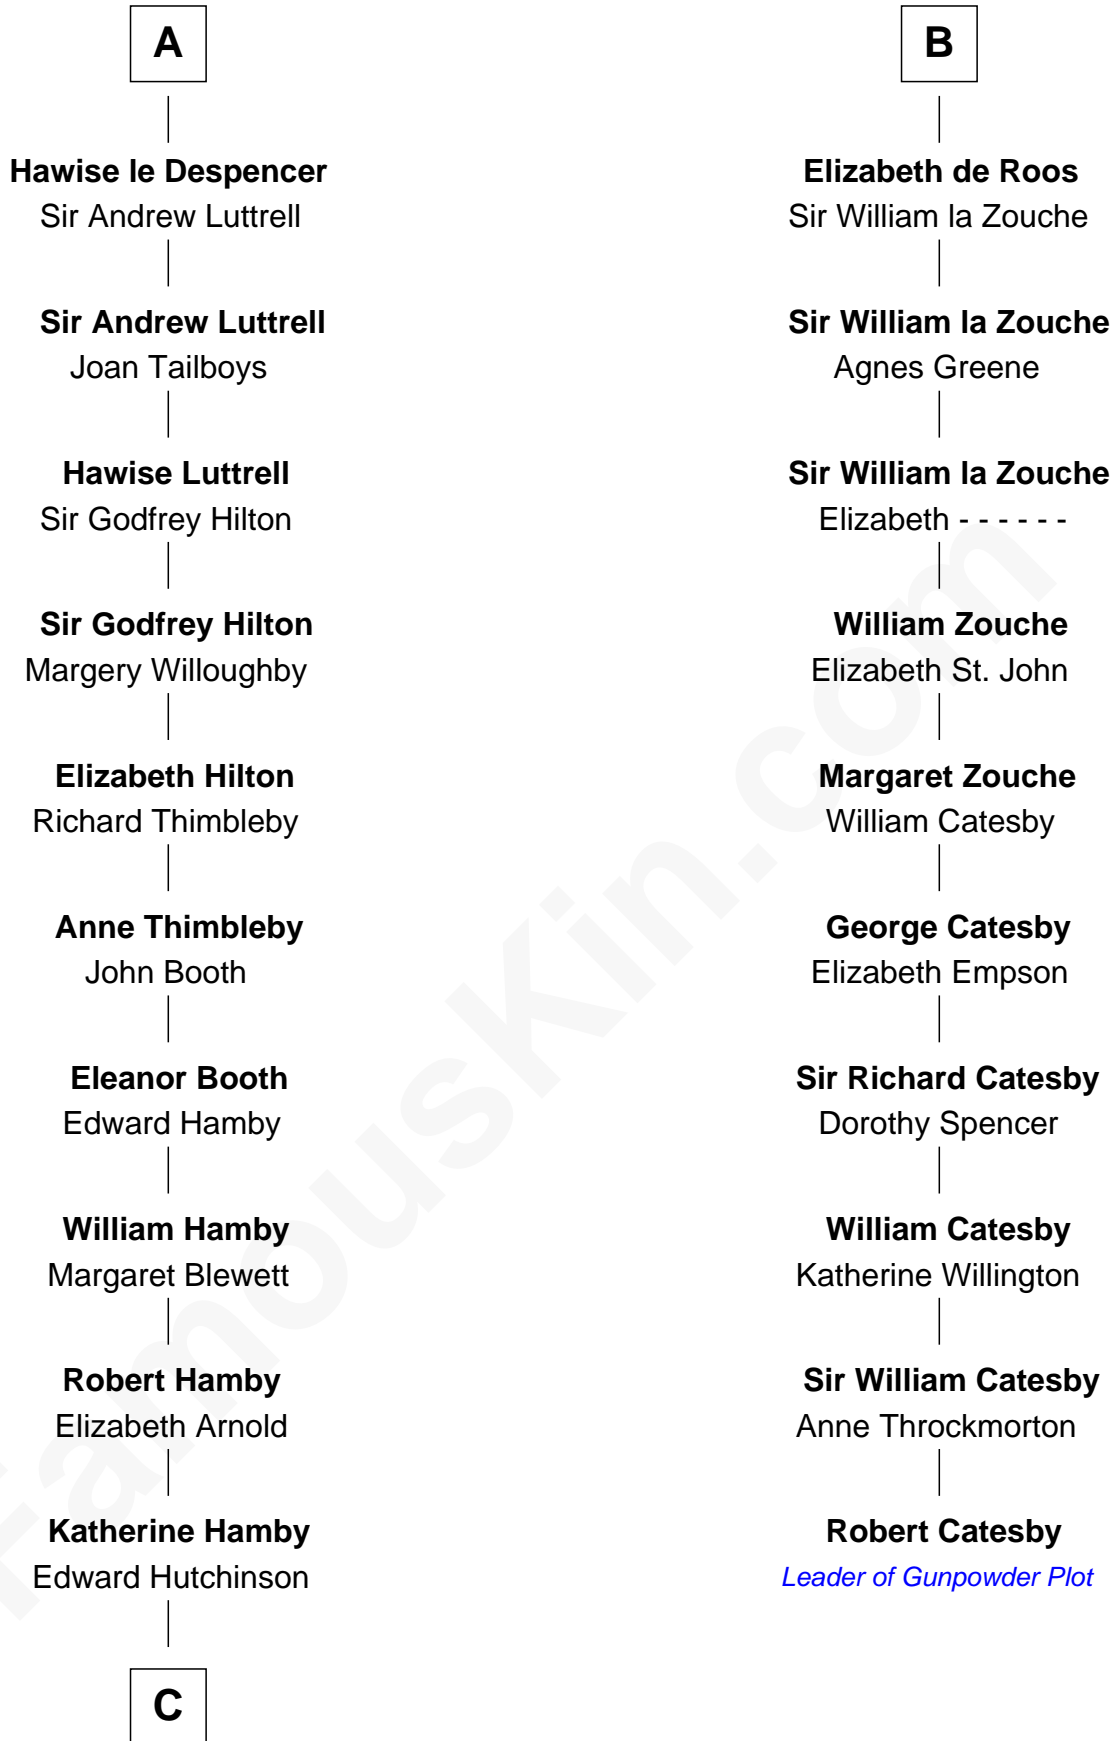 A
Hawise le Despencer
Sir Andrew Luttrell
Sir Andrew Luttrell
Joan Tailboys
Hawise Luttrell
Sir Godfrey Hilton
Sir Godfrey Hilton
Margery Willoughby
Elizabeth Hilton
Richard Thimbleby
Anne Thimbleby
John Booth
Eleanor Booth
Edward Hamby
William Hamby
Margaret Blewett
Robert Hamby
Elizabeth Arnold
Katherine Hamby
Edward Hutchinson
C
B
Elizabeth de Roos
Sir William la Zouche
Sir William la Zouche
Agnes Greene
Sir William la Zouche
Elizabeth - - - - - -
William Zouche
Elizabeth St. John
Margaret Zouche
William Catesby
George Catesby
Elizabeth Empson
Sir Richard Catesby
Dorothy Spencer
William Catesby
Katherine Willington
Sir William Catesby
Anne Throckmorton
Robert Catesby
Leader of Gunpowder Plot
FamousKin.com